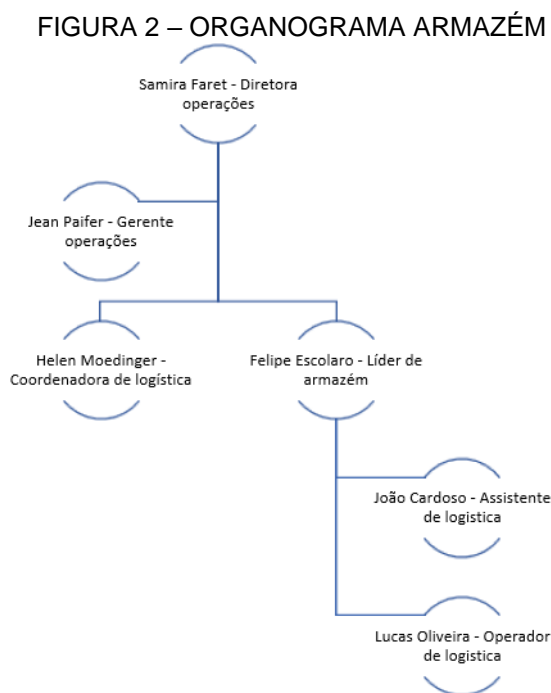 FIGURA 2 – ORGANOGRAMA ARMAZÉM
Samira Faret - Diretora
operações
Jean Paifer - Gerente
operações
Helen Moedinger -
Coordenadora de logística
Felipe Escolaro - Líder de
armazém
João Cardoso - Assistente
de logistica
Lucas Oliveira - Operador
de logistica